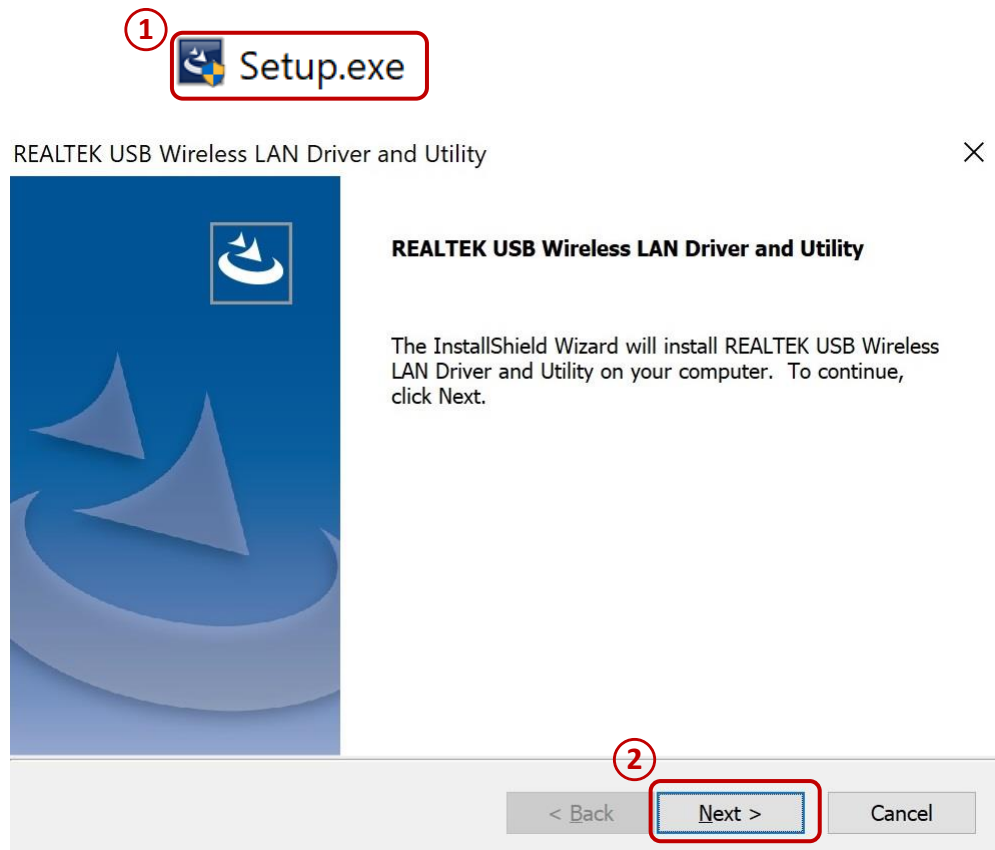 1
Setup.exe
REALTEK USB Wireless LAN Driver and Utility
REALTEK USB Wireless LAN Driver and Utility
The InstallShield Wizard will install REALTEK USB Wireless
LAN Driver and Utility on your computer.  To continue,
click Next.
2
< Back
Next >
Cancel